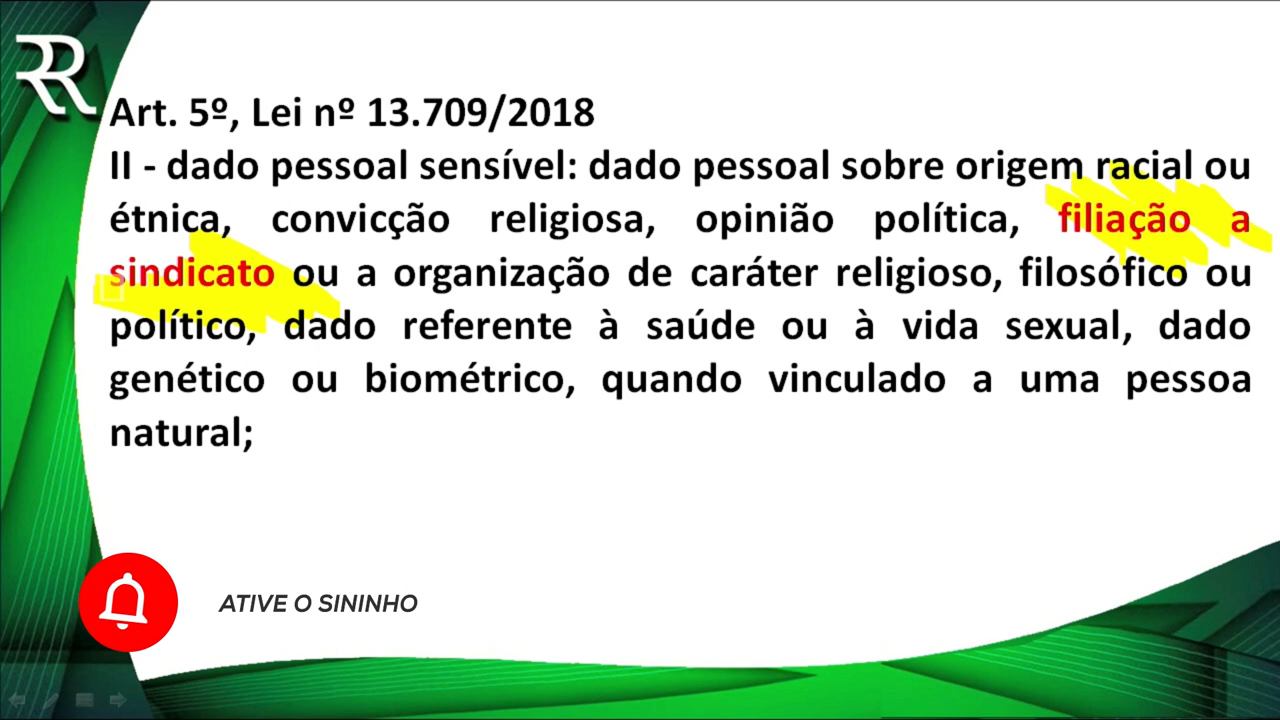 RR
Art. 5º, Lei nº 13.709/2018
II - dado pessoal sensível: dado pessoal sobre origem racial ou
étnica, convicção religiosa, opinião política, filiação a
sindicato ou a organização de caráter religioso, filosófico ou
político, dado referente à saúde ou à vida sexual, dado
genético ou biométrico, quando vinculado a uma pessoa
natural;
ATIVE O SININHO